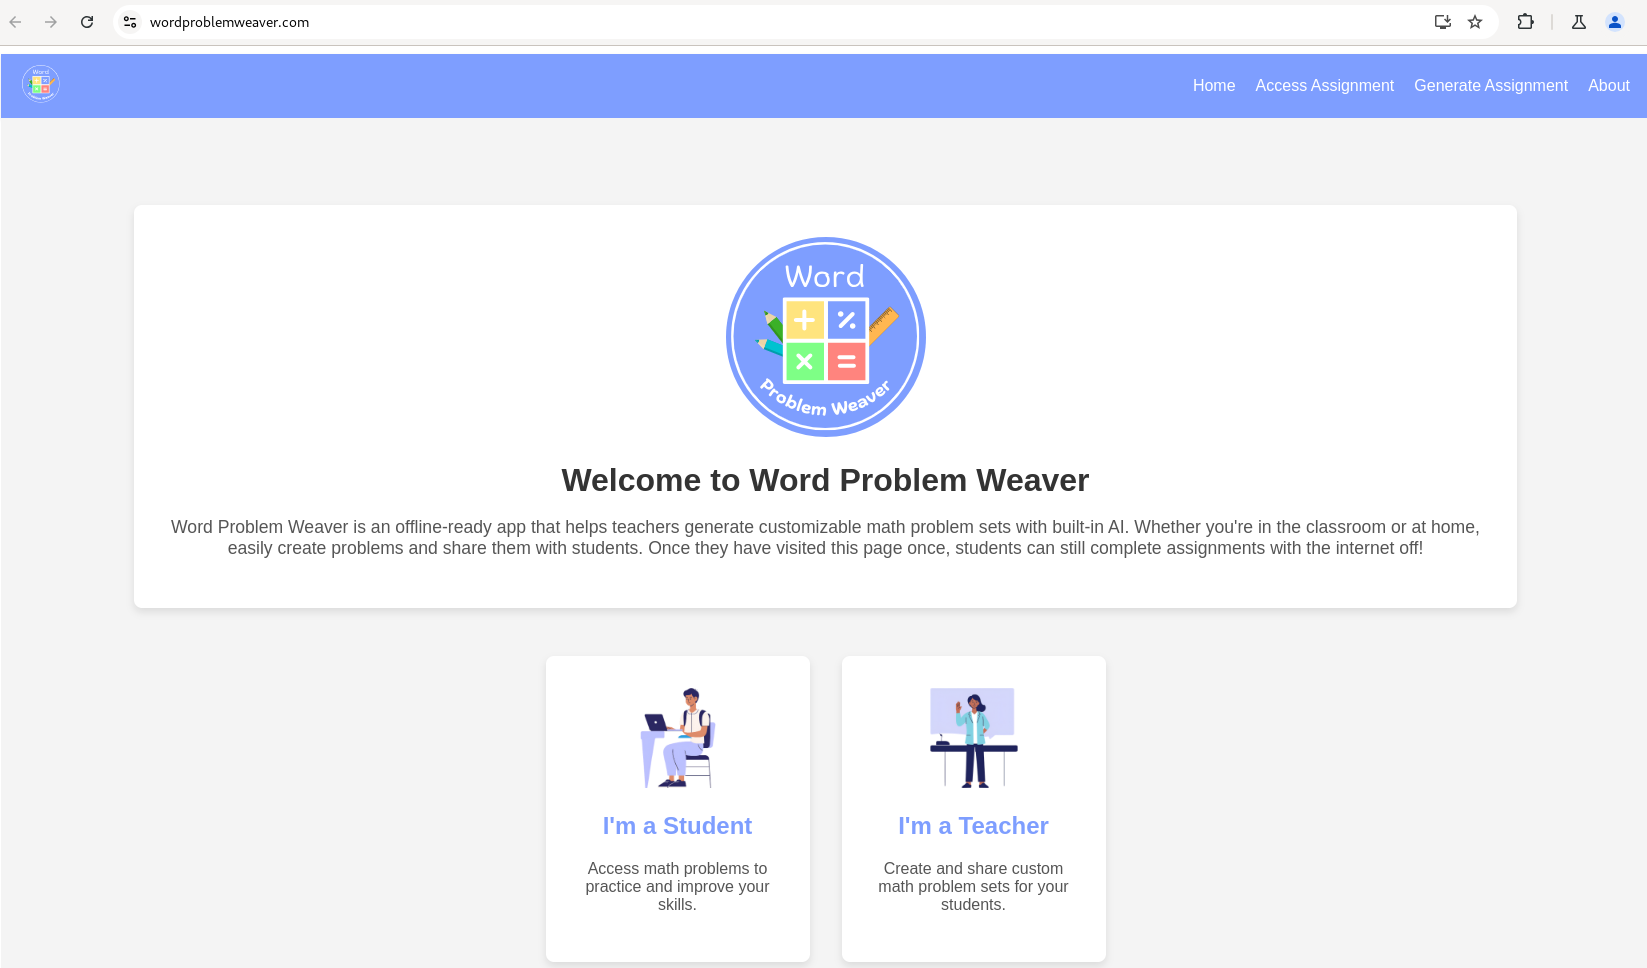 wordproblemweaver.com
Word
Problem Weaver
Home Access Assignment Generate Assignment About
Word
Problem Weaver
Welcome to Word Problem Weaver
Word Problem Weaver is an offline-ready app that helps teachers generate customizable math problem sets with built-in AI. Whether you're in the classroom or at home,
easily create problems and share them with students. Once they have visited this page once, students can still complete assignments with the internet off!
I'm a Student
Access math problems to
practice and improve your
skills.
I'm a Teacher
Create and share custom
math problem sets for your
students.